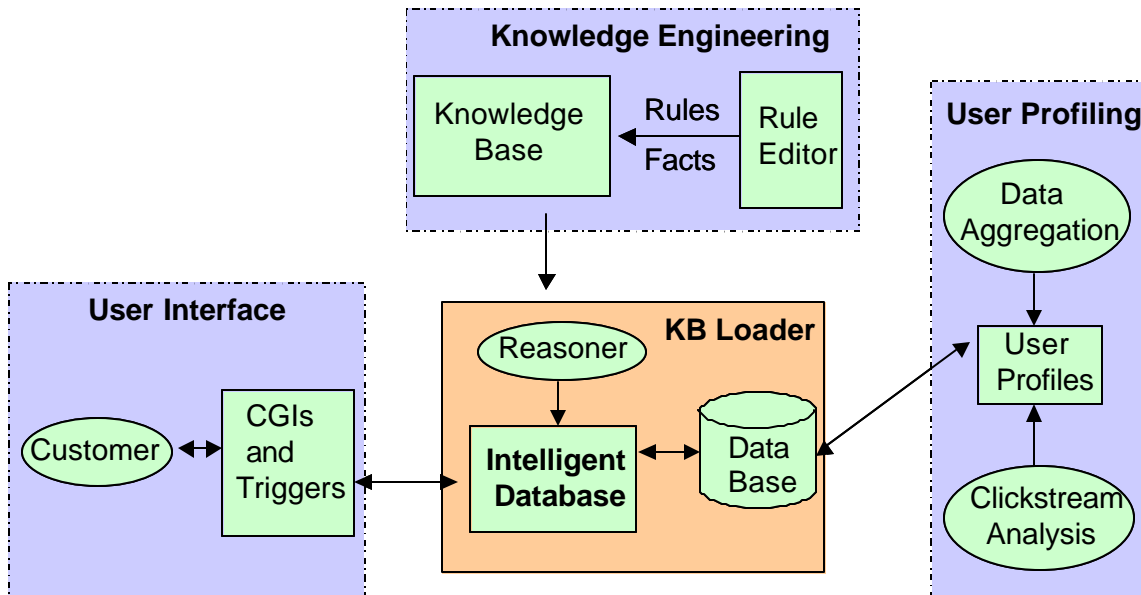 Knowledge Engineering
Knowledge
Base
Rules
Facts
Rule
Editor
User Profiling
Data
Aggregation
User
Profiles
Clickstream
Analysis
User Interface
Customer
CGIs
and
Triggers
KB Loader
Reasoner
Intelligent
Database
Data
Base